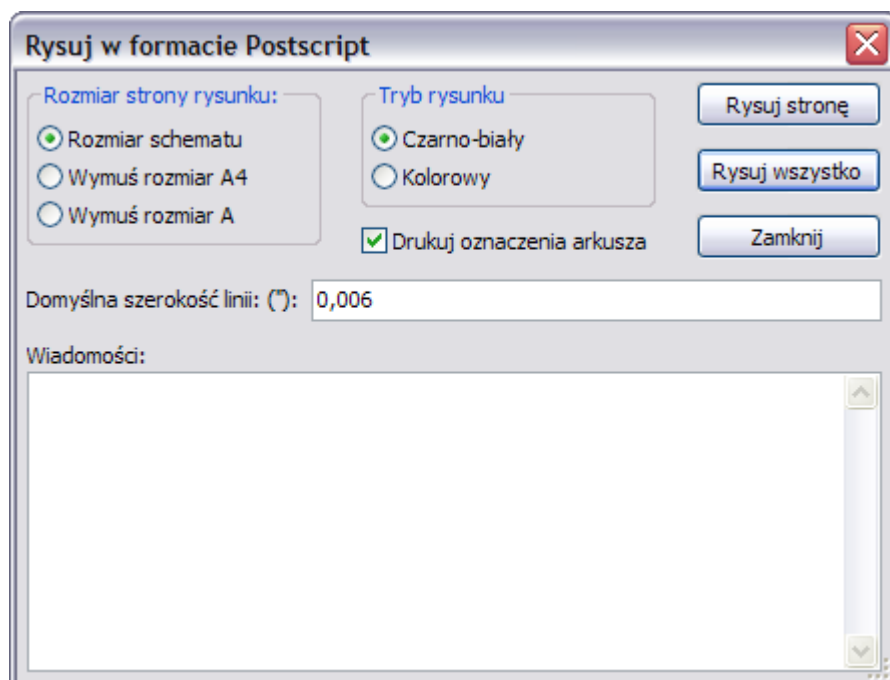 Rysuj w formacie Postscript
Rozmiar strony rysunku:
Rozmiar schematu
Wymuś rozmiar A4
Wymuś rozmiar A
Tryb rysunku
Czarno-biały
Kolorowy
Drukuj oznaczenia arkusza
Rysuj stronę
Rysuj wszystko
Zamknij
Domyślna szerokość linii: ("): 0,006
Wiadomości: